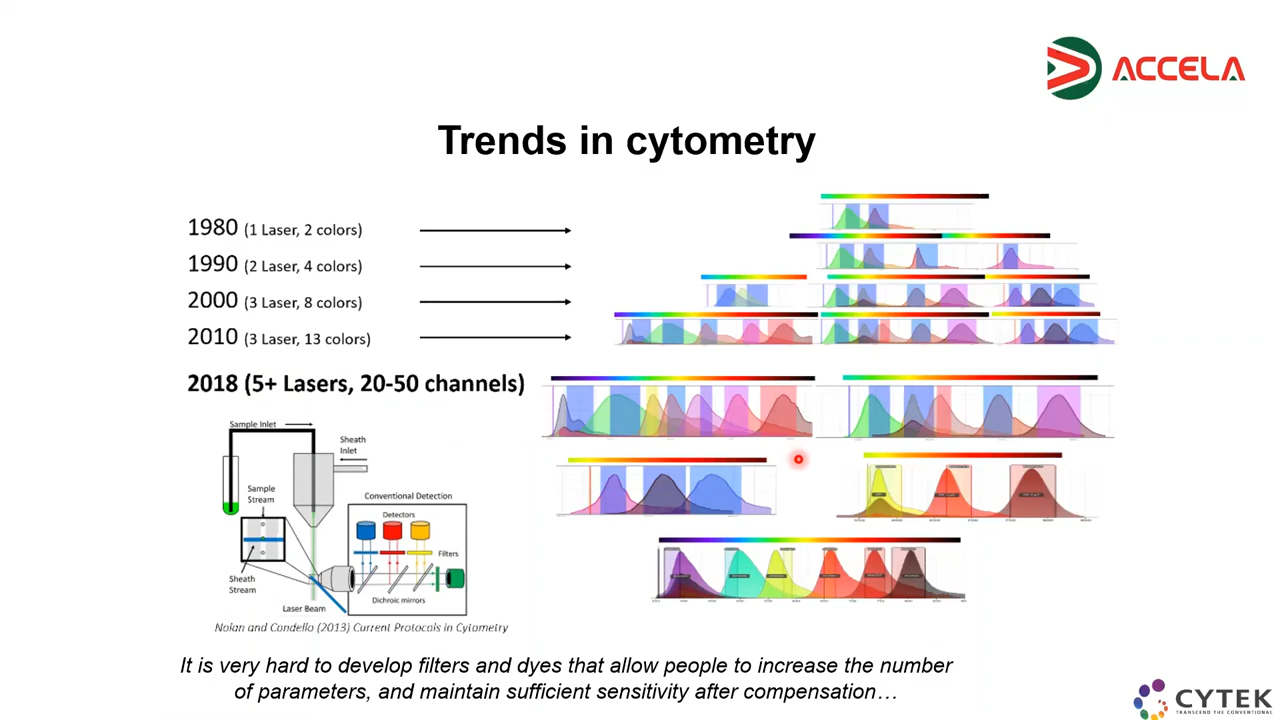 ACCELA
Trends in cytometry
1980 (1 Laser, 2 colors)
1990 (2 Laser, 4 colors)
2000 (3 Laser, 8 colors)
2010 (3 Laser, 13 colors)
2018 (5+ Lasers, 20-50 channels)
Sample Inlet
Sheath
Inlet
Sample
Stream
Conventional Detection
Detectors
Filters
Sheath
Stream
Laser Beam
Dichroic mirrors
Nolan and Condello (2013) Current Protocols in Cytometry
It is very hard to develop filters and dyes that allow people to increase the number
of parameters, and maintain sufficient sensitivity after compensation…
CYTEK
TRANSCEND THE CONVENTIONAL